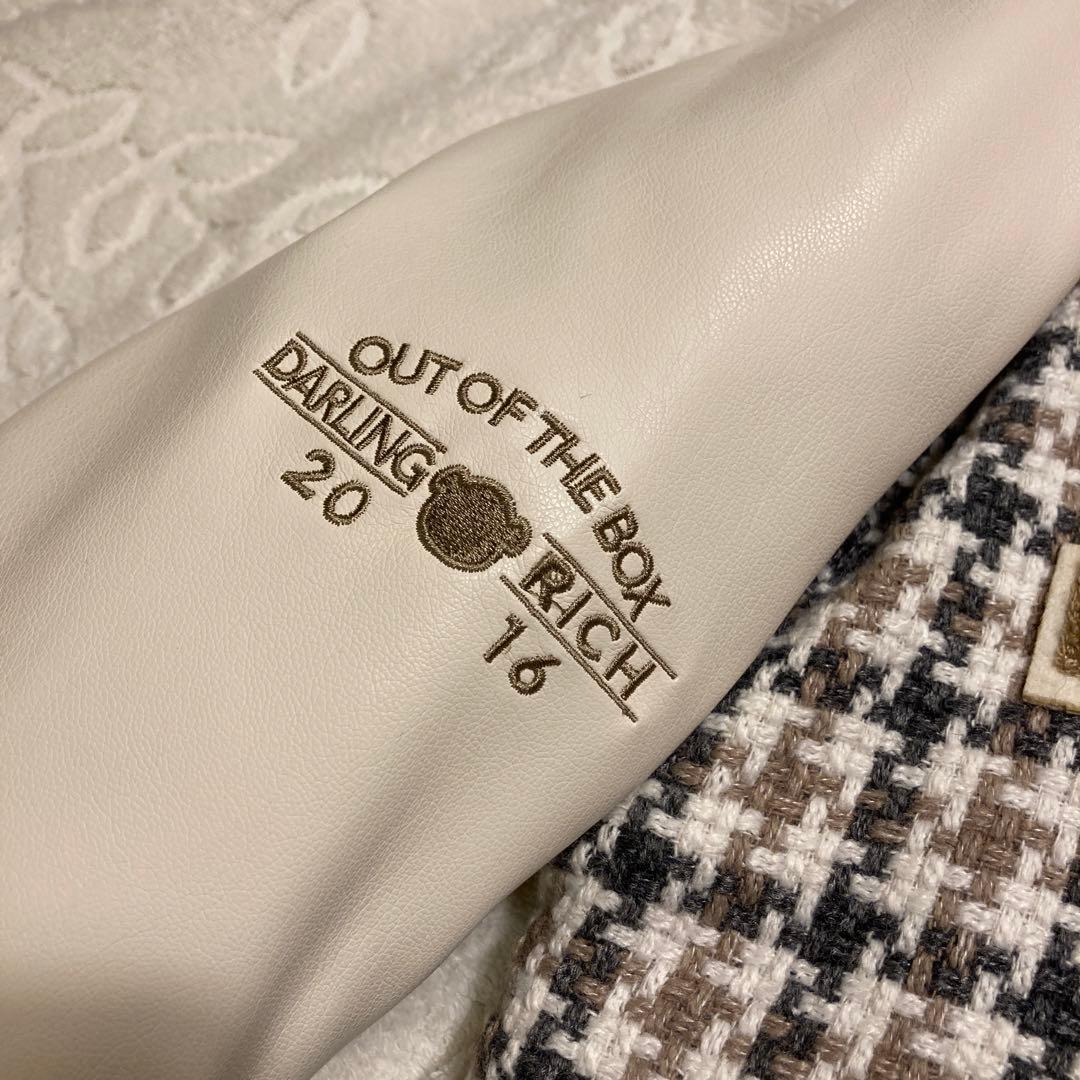 OUT OF THE BOX
DARLING RICH
20 16